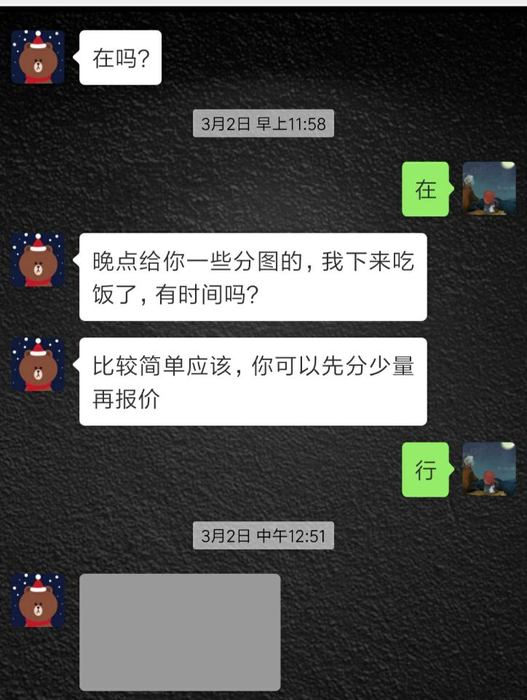 在吗?
3月2日 早上11:58
在
晚点给你一些分图的,我下来吃
饭了,有时间吗?
比较简单应该,你可以先分少量
再报价
行
3月2日 中午12:51